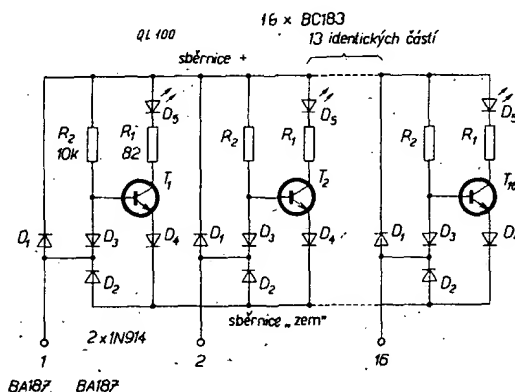 16 x BC183
QL 100
13 identických částí
sběrnice +
D5
D5
D5
R2
10k
R1
82
R2
R1
R2
R1
T1
T2
T16
D1
D3
D4
D1
D3
D4
D1
D3
D2
D2
D2
2x1N914
sběrnice „zem"
1
2
16
BA187 BA187